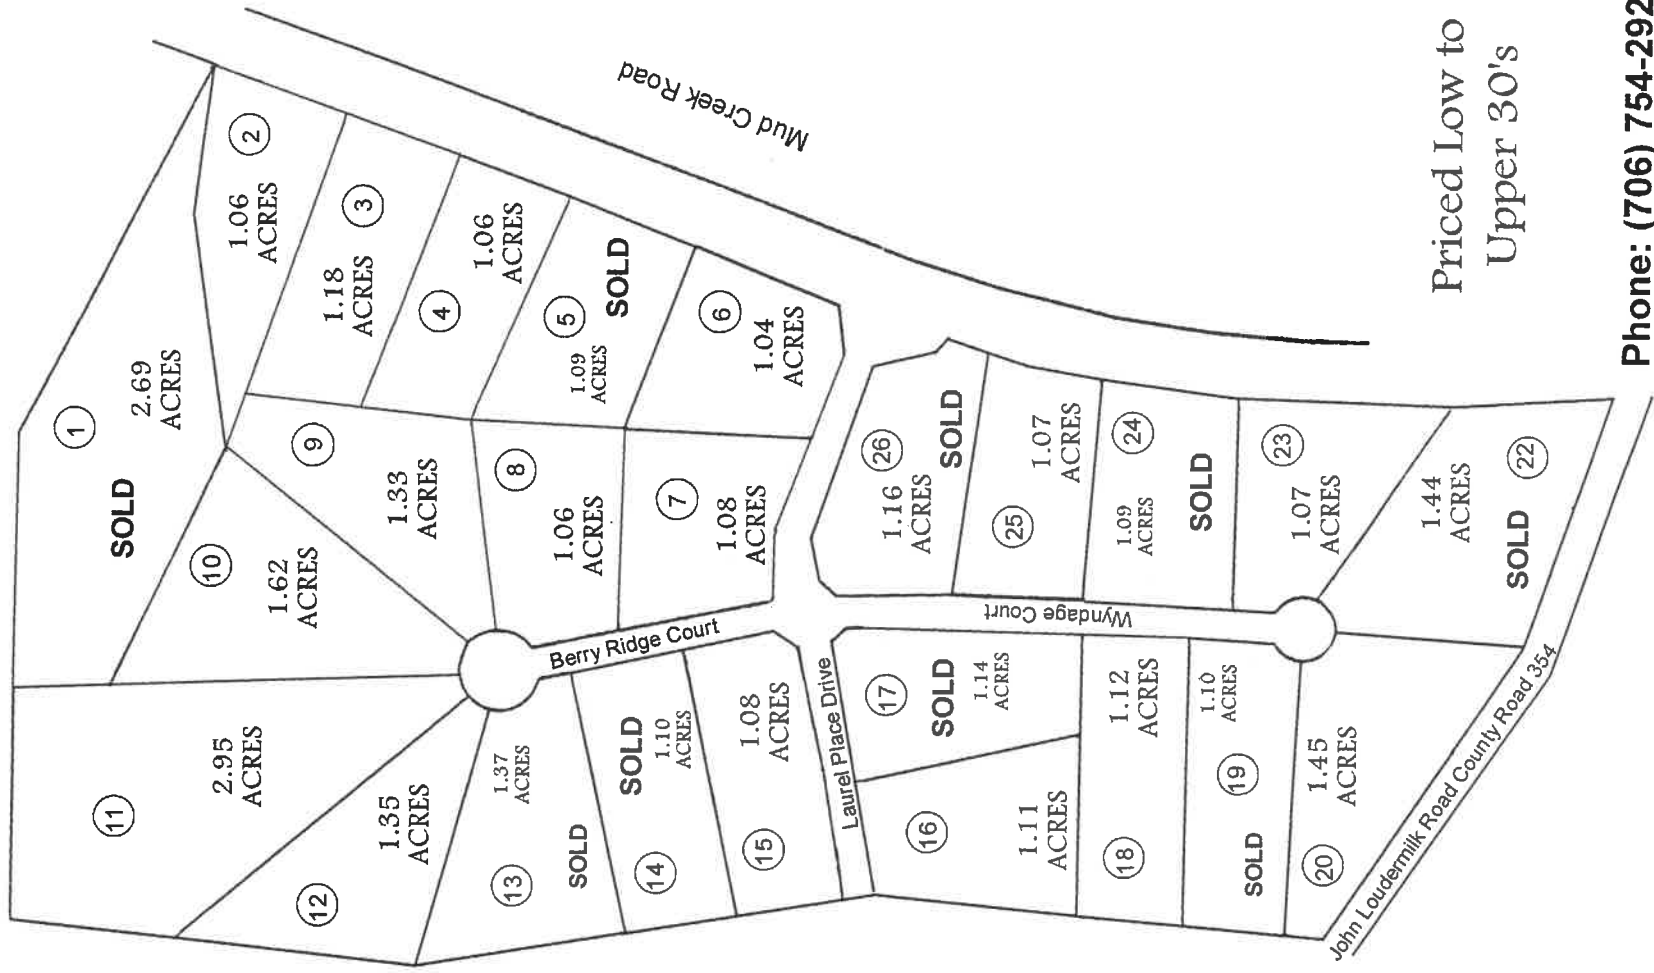 Mud Creek Road
1
2.69
ACRES
SOLD
2
1.06
ACRES
3
1.18
ACRES
4
1.06
ACRES
5
1.09
ACRES
SOLD
6
1.04
ACRES
7
1.08
ACRES
8
1.06
ACRES
9
1.33
ACRES
10
1.62
ACRES
11
2.95
ACRES
12
1.35
ACRES
13
1.37
ACRES
SOLD
14
1.10
ACRES
SOLD
15
1.08
ACRES
Berry Ridge Court
Laurel Place Drive
Wyndage Court
16
1.11
ACRES
17
1.14
ACRES
SOLD
18
1.12
ACRES
19
1.10
ACRES
SOLD
20
1.45
ACRES
22
1.44
ACRES
SOLD
23
1.07
ACRES
24
1.09
ACRES
SOLD
25
1.07
ACRES
26
1.16
ACRES
SOLD
John Loudermilk Road County Road 354
Priced Low to
Upper 30's
Phone: (706) 754-292